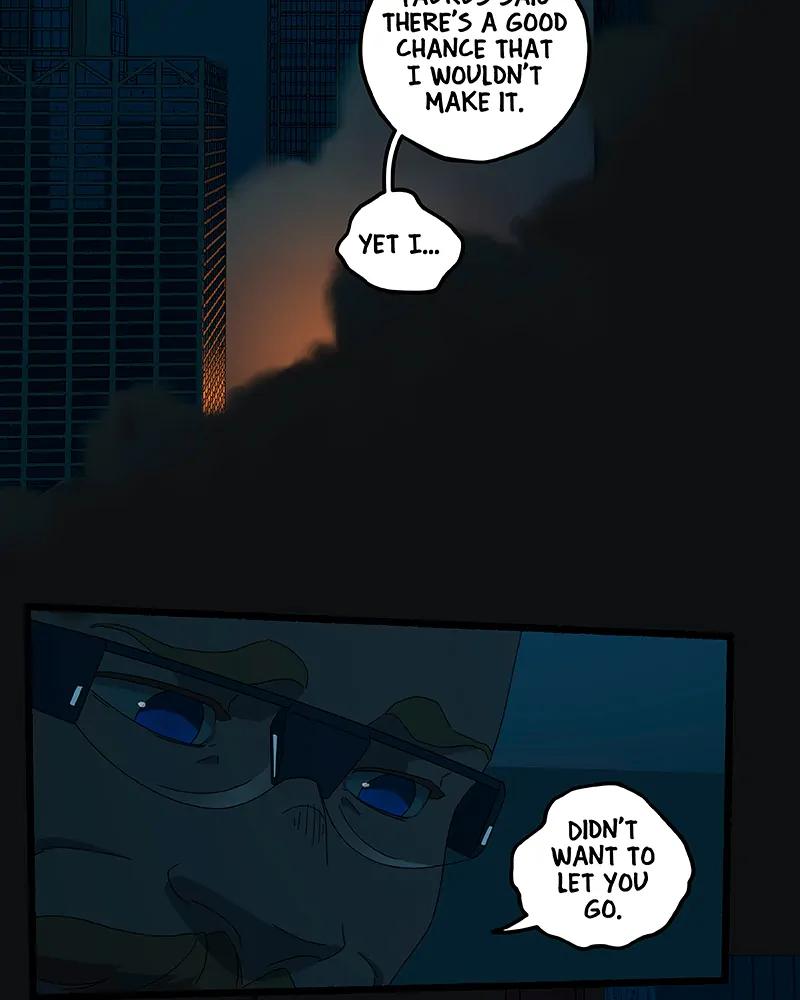 THERE'S A GOOD
CHANCE THAT
I WOULDN'T
MAKE IT.
YET I...
DIDN'T
WANT TO
LET YOU
GO.